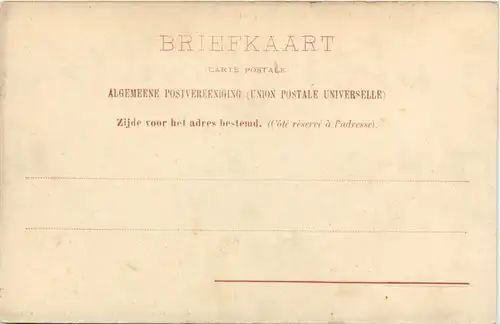 BRIEFKAART
(CARTE POSTALE)
ALGEMEENE POSTVEREENIGING (UNION POSTALE UNIVERSELLE)
Zijde voor het adres bestemd. (Côté réservé à l'adresse).